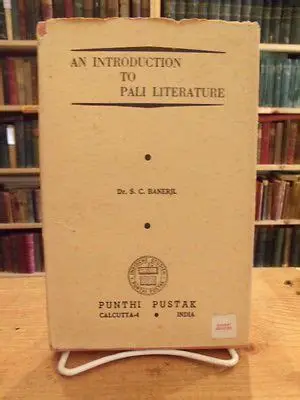 AN INTRODUCTION
TO
PALI LITERATURE
Dr. S. C. BANERJI.
PUNTHI PUSTAK
CALCUTTA-4 • INDIA